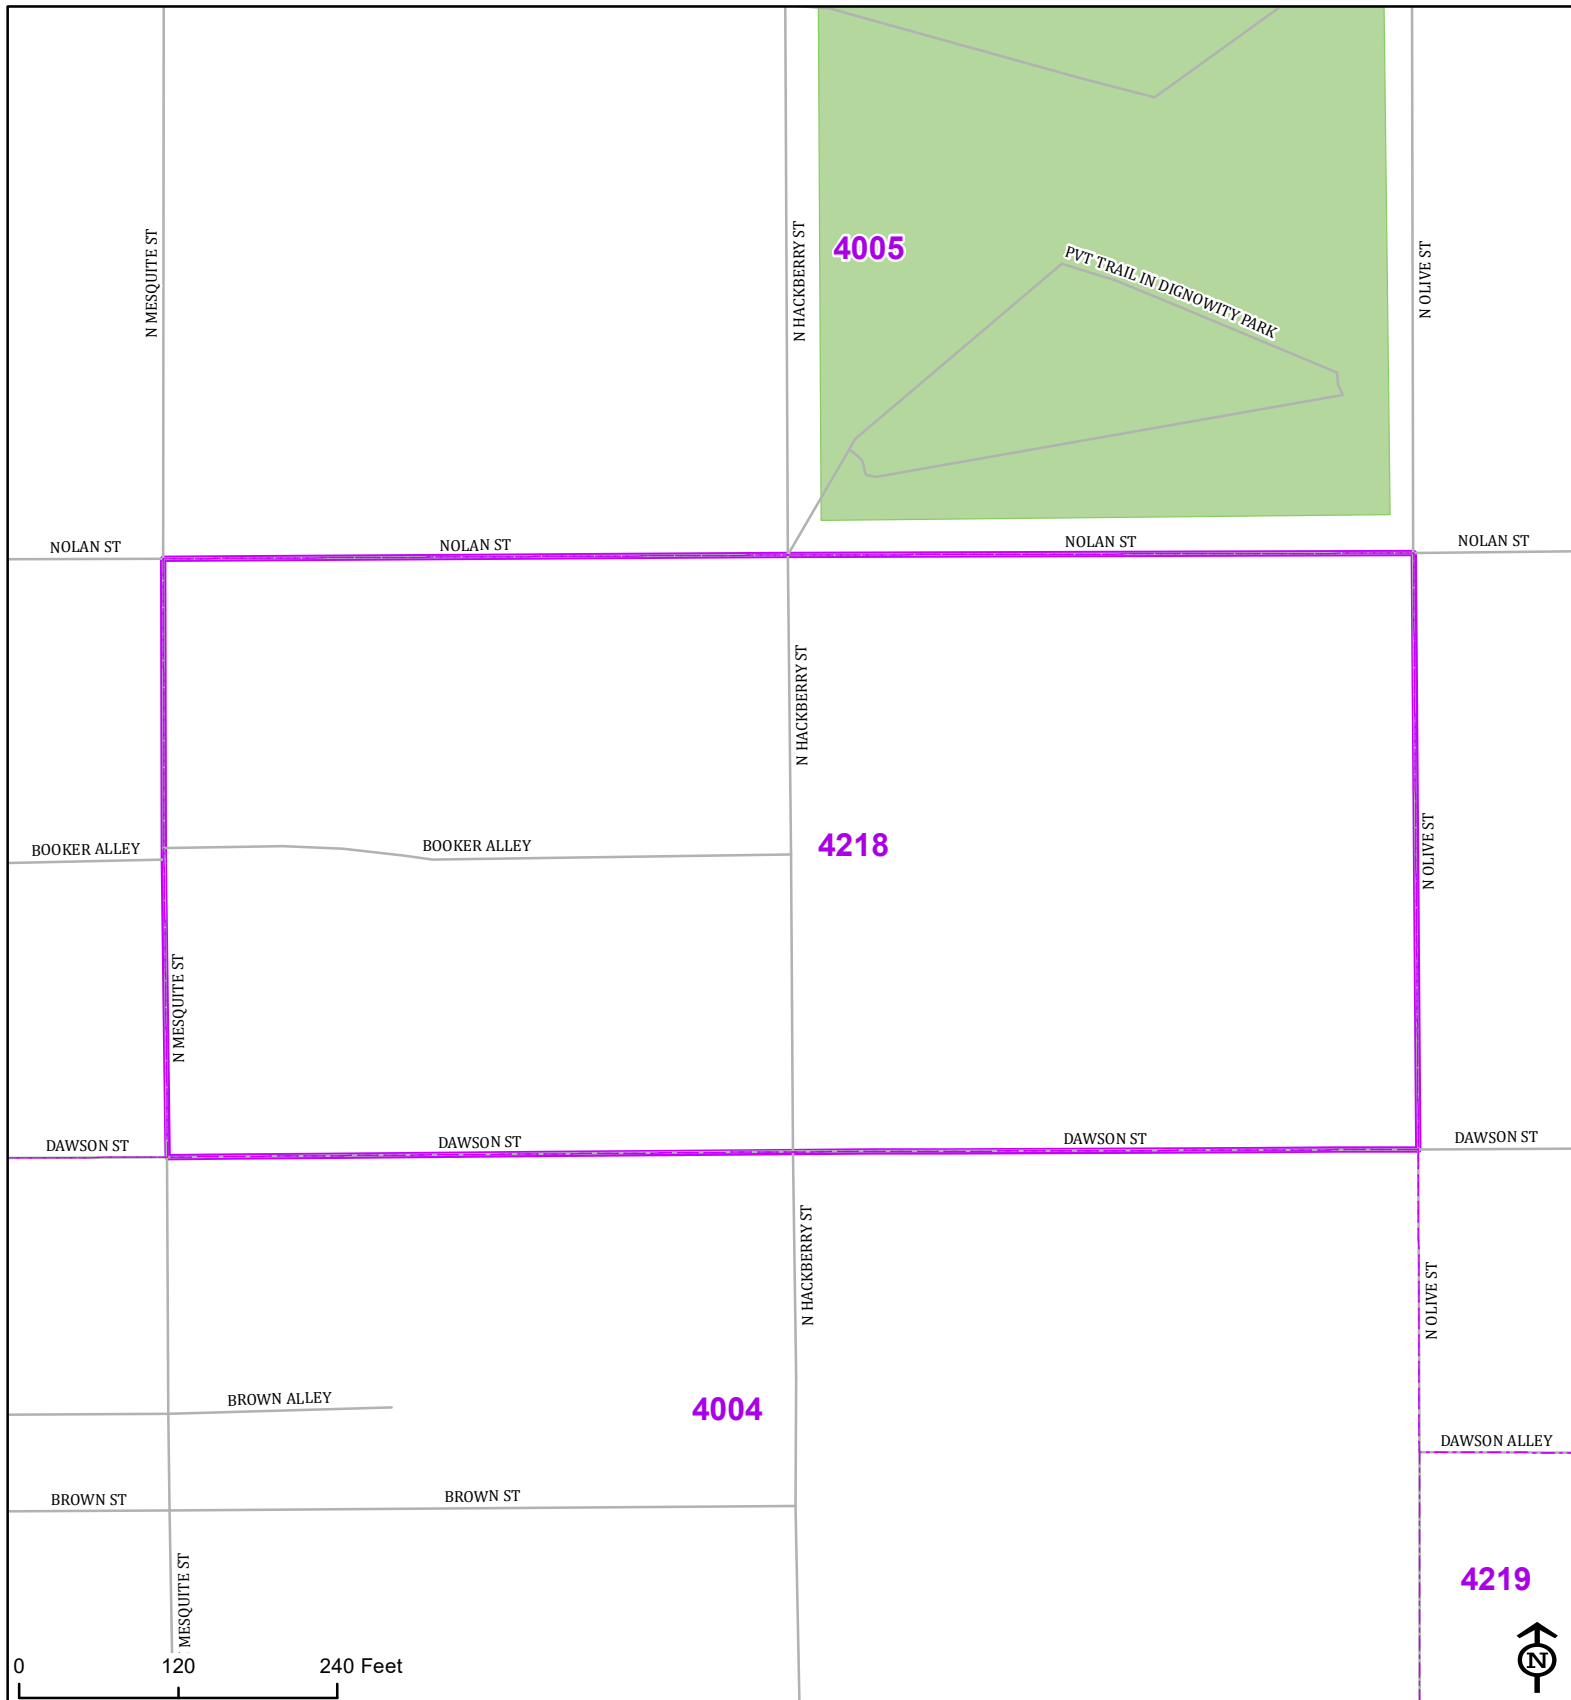 N MESQUITE ST
N HACKBERRY ST
4005
PVT TRAIL IN DIGNOWITY PARK
N OLIVE ST
NOLAN ST
NOLAN ST
NOLAN ST
NOLAN ST
N HACKBERRY ST
BOOKER ALLEY
BOOKER ALLEY
4218
N OLIVE ST
N MESQUITE ST
DAWSON ST
DAWSON ST
DAWSON ST
DAWSON ST
N HACKBERRY ST
N OLIVE ST
BROWN ALLEY
4004
DAWSON ALLEY
BROWN ST
BROWN ST
MESQUITE ST
4219
0 120 240 Feet
N